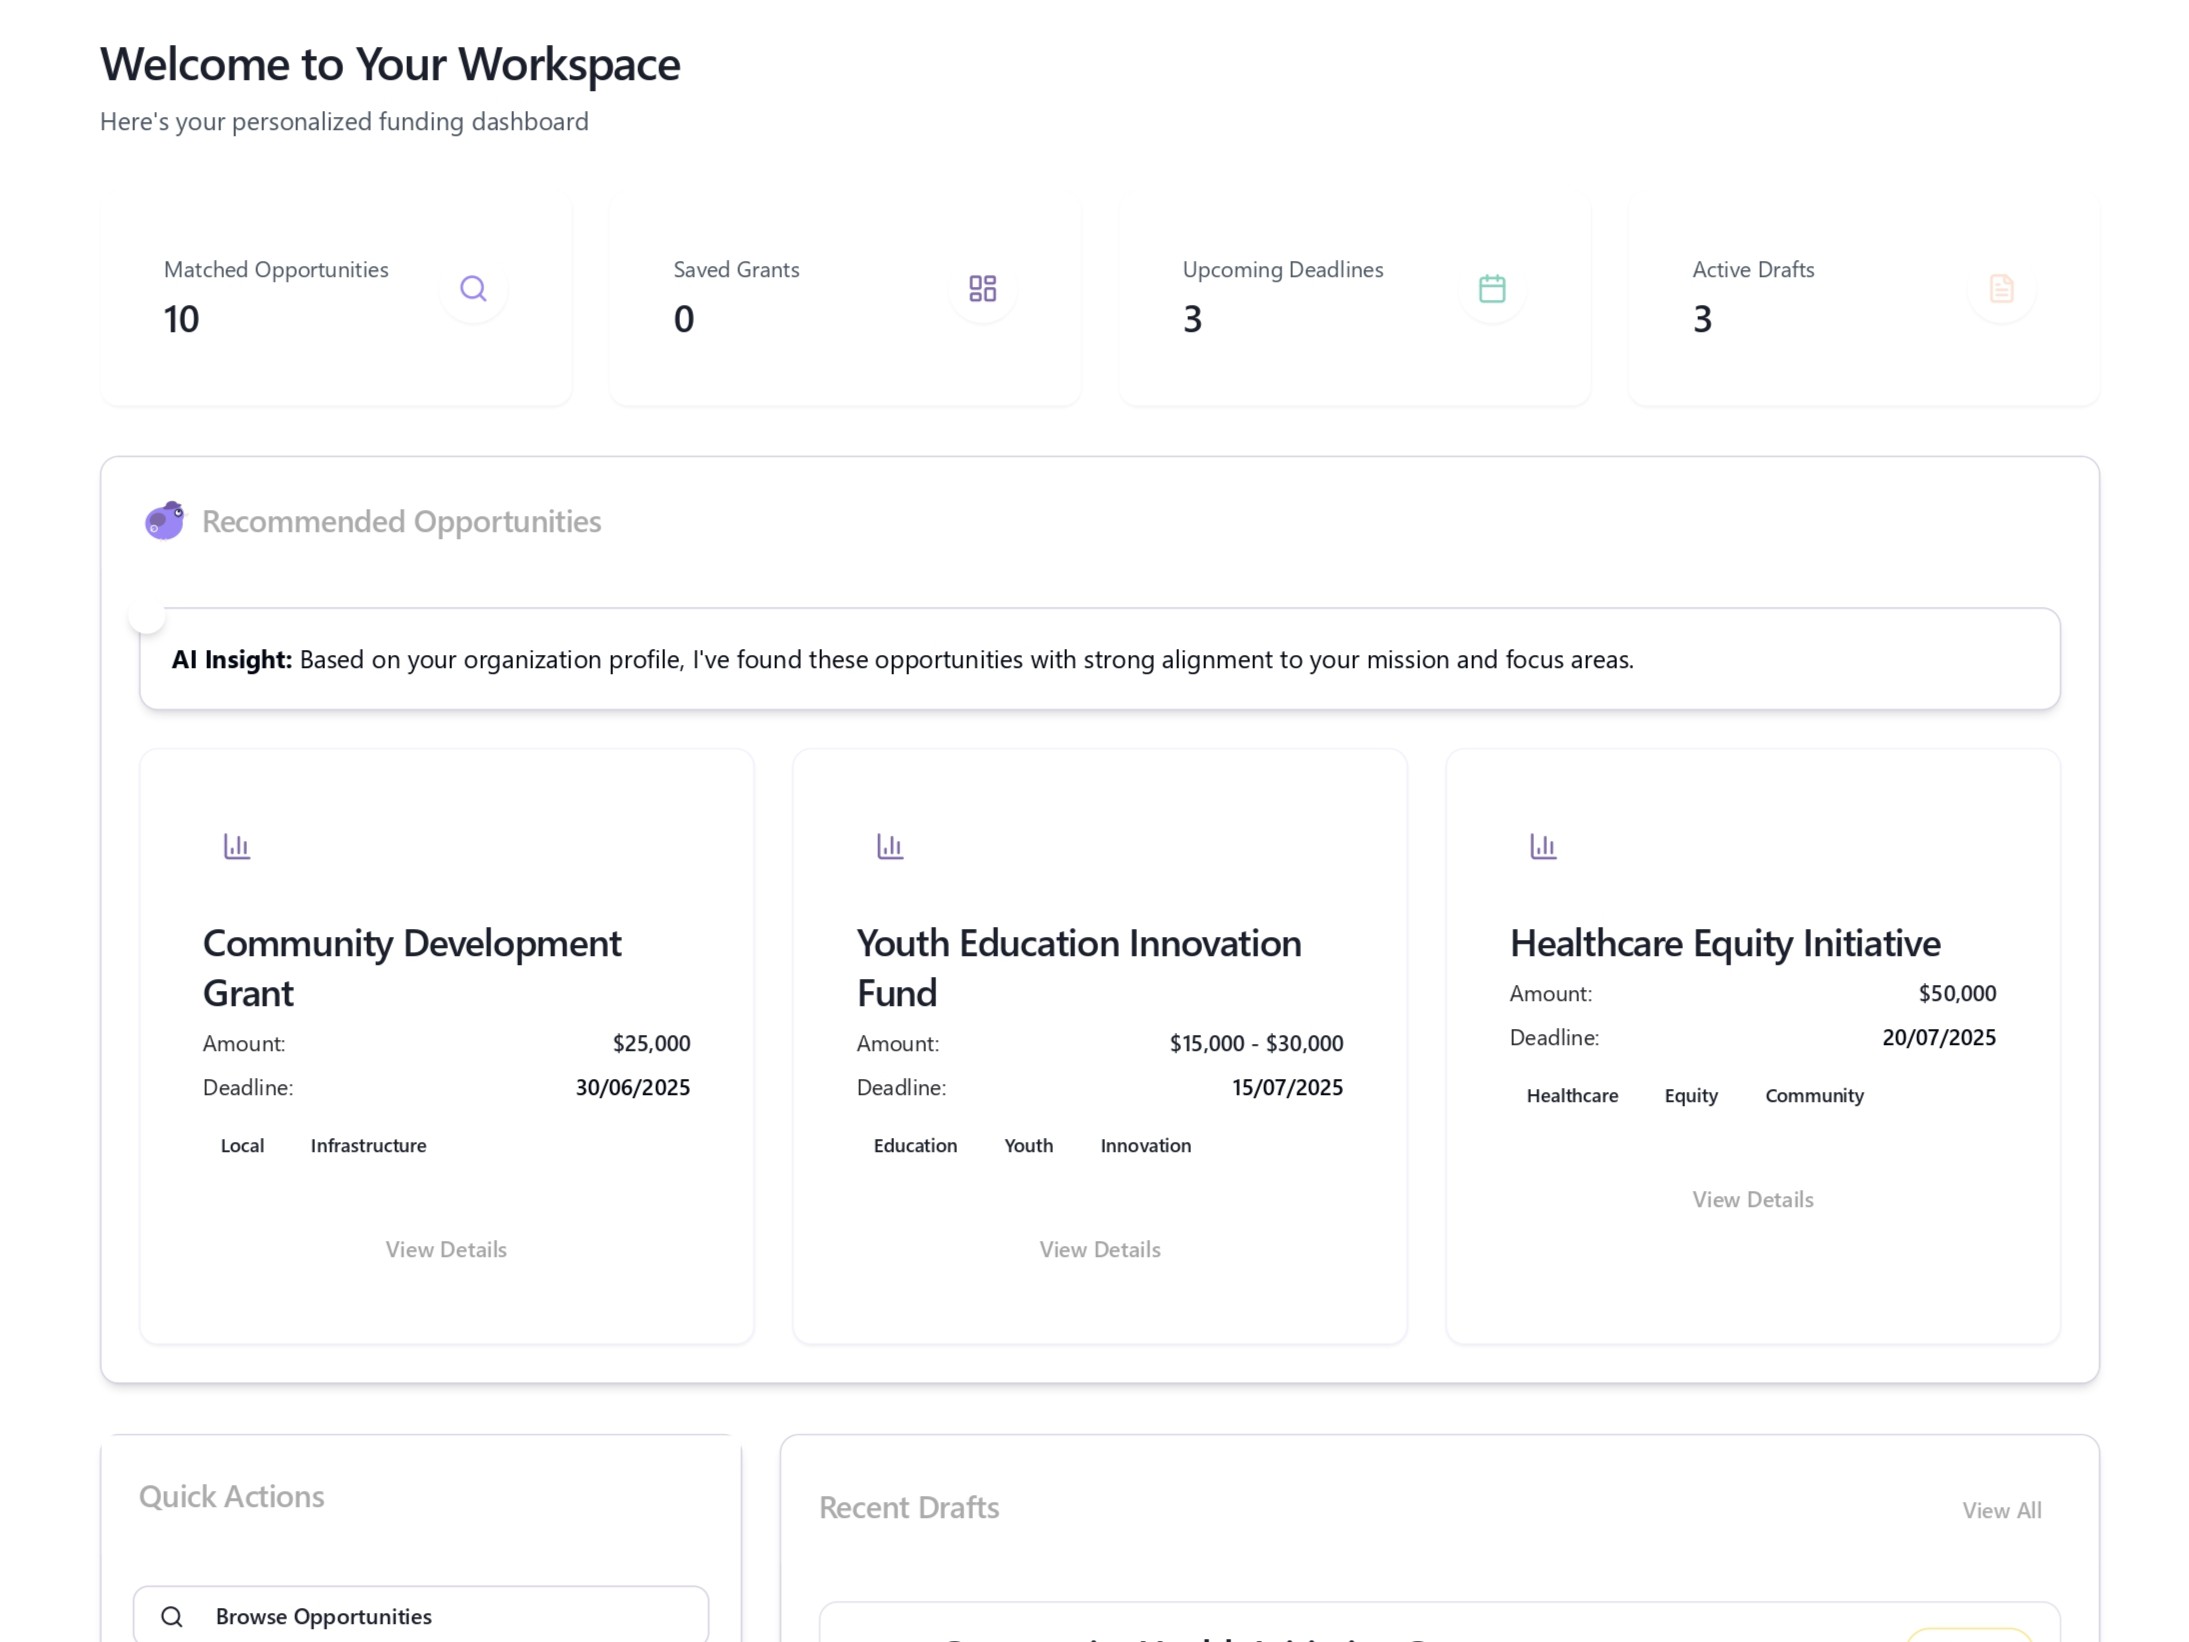 Welcome to Your Workspace
Here's your personalized funding dashboard
Matched Opportunities
10
Saved Grants
0
Upcoming Deadlines
3
Active Drafts
3
Recommended Opportunities
AI Insight: Based on your organization profile, I've found these opportunities with strong alignment to your mission and focus areas.
Community Development
Grant
Amount: $25,000
Deadline: 30/06/2025
Local Infrastructure
View Details
Youth Education Innovation
Fund
Amount: $15,000 - $30,000
Deadline: 15/07/2025
Education Youth Innovation
View Details
Healthcare Equity Initiative
Amount: $50,000
Deadline: 20/07/2025
Healthcare Equity Community
View Details
Quick Actions
Browse Opportunities
Recent Drafts
View All